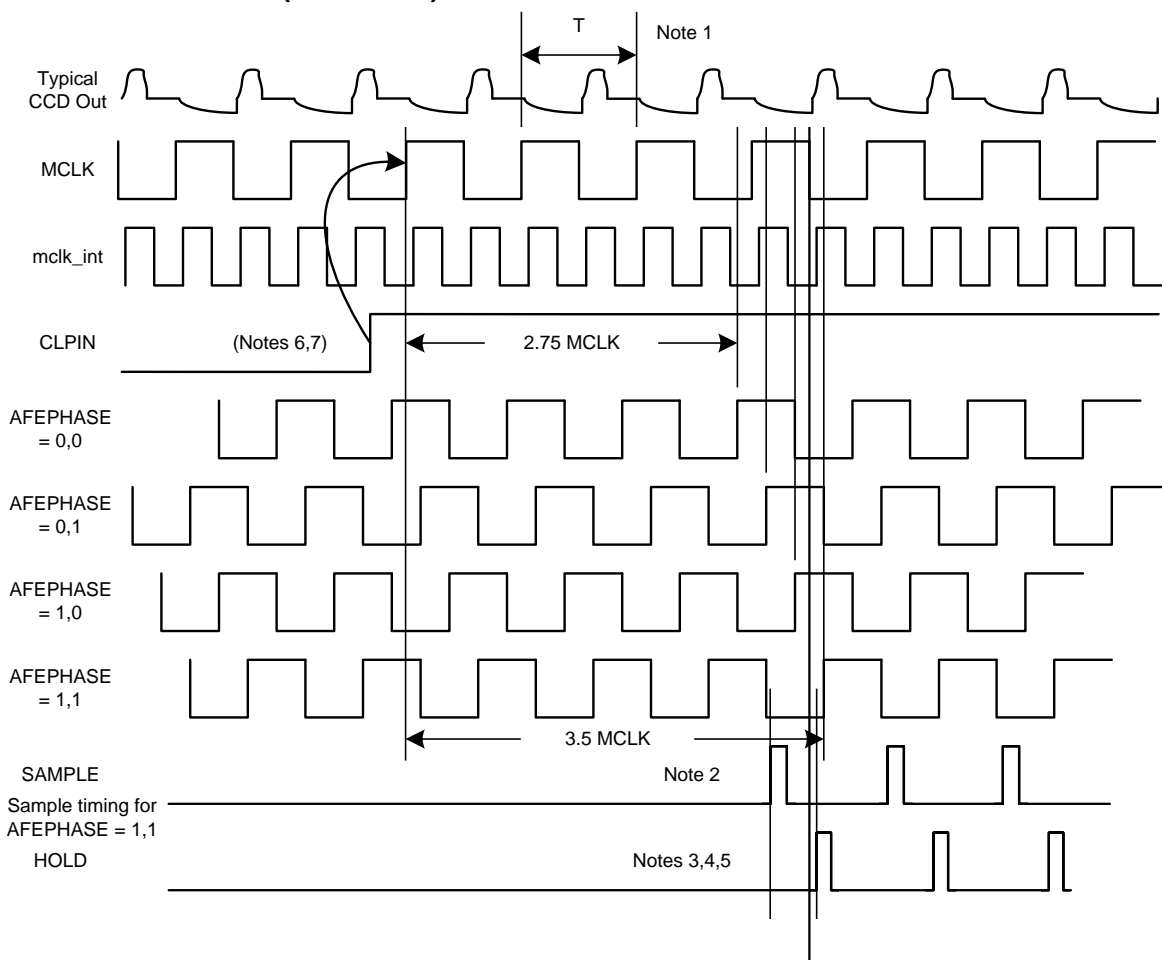 T
Note 1
Typical
CCD Out
MCLK
mclk_int
CLPIN
(Notes 6,7)
2.75 MCLK
AFEPHASE
= 0,0
AFEPHASE
= 0,1
AFEPHASE
= 1,0
AFEPHASE
= 1,1
3.5 MCLK
SAMPLE
Note 2
Sample timing for
AFEPHASE = 1,1
HOLD
Notes 3,4,5